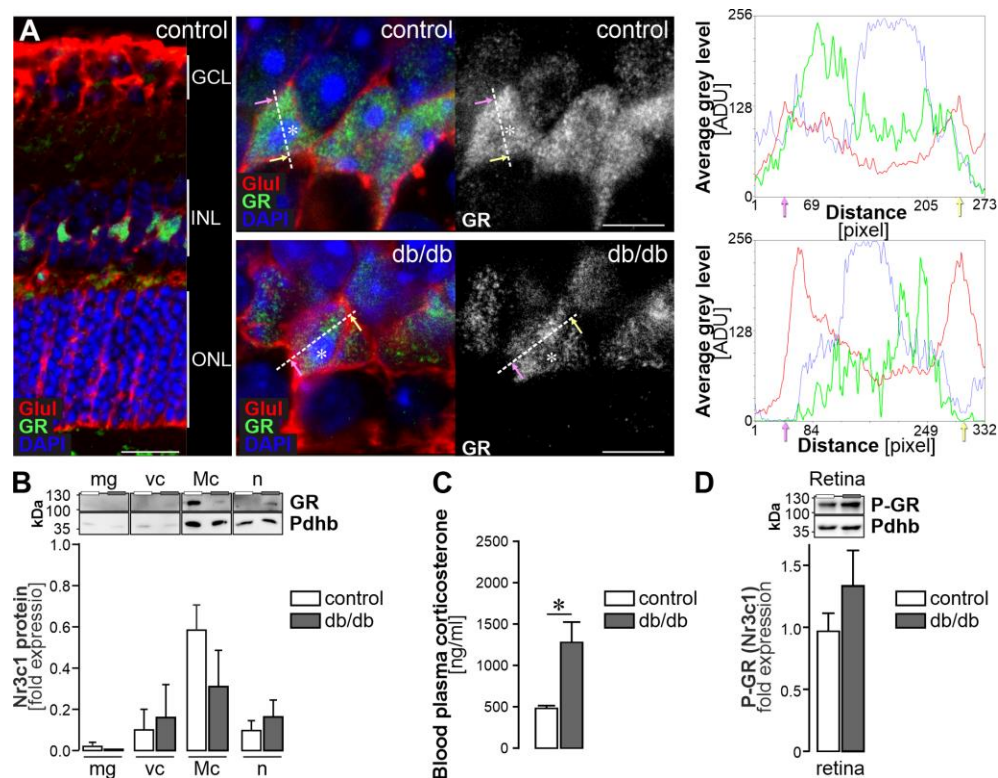 A
control
GCL
INL
ONL
Glul
GR
DAPI
control
Glul
GR
DAPI
control
GR
db/db
Glul
GR
DAPI
db/db
GR
Average grey level
[ADU]
256
128
0
1 69 205 273
Distance
[pixel]
Average grey level
[ADU]
256
128
0
1 84 249 332
Distance [pixel]
B
mg vc Mc n
kDa
130
100
35
GR
Pdhb
Nr3c1 protein
[fold expressio]
1.0
0.8
0.6
0.4
0.2
0.0
mg vc Mc n
control
db/db
C
Blood plasma corticosterone
[ng/ml]
2500
2000
1500
1000
500
0
*
control
db/db
D
Retina
kDa
130
100
35
P-GR
Pdhb
P-GR (Nr3c1)
fold expression
1.5
1.0
0.5
0
retina
control
db/db